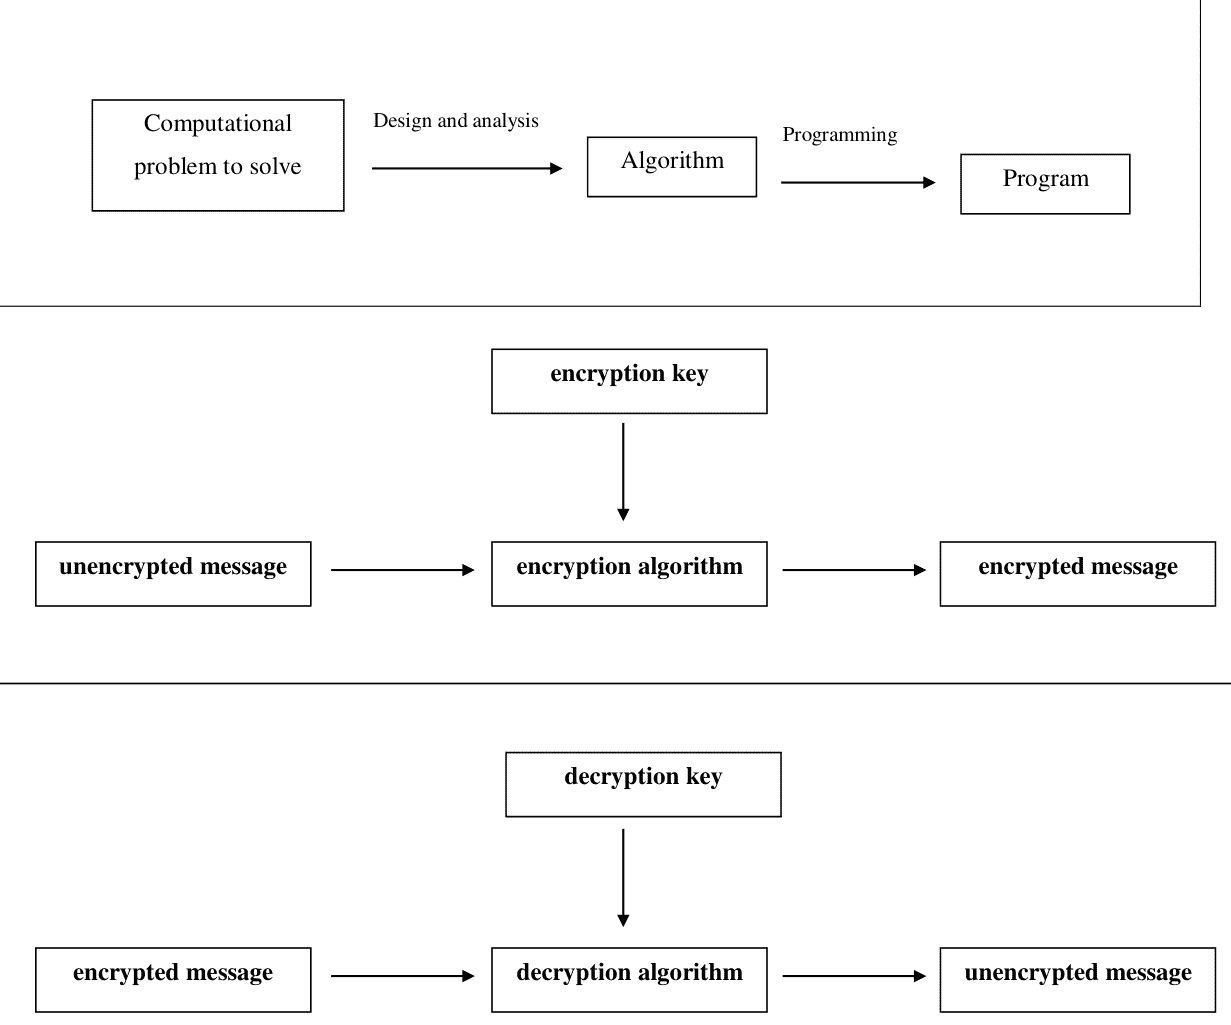 Computational
problem to solve
Design and analysis
Algorithm
Programming
Program
encryption key
unencrypted message
encryption algorithm
encrypted message
decryption key
encrypted message
decryption algorithm
unencrypted message